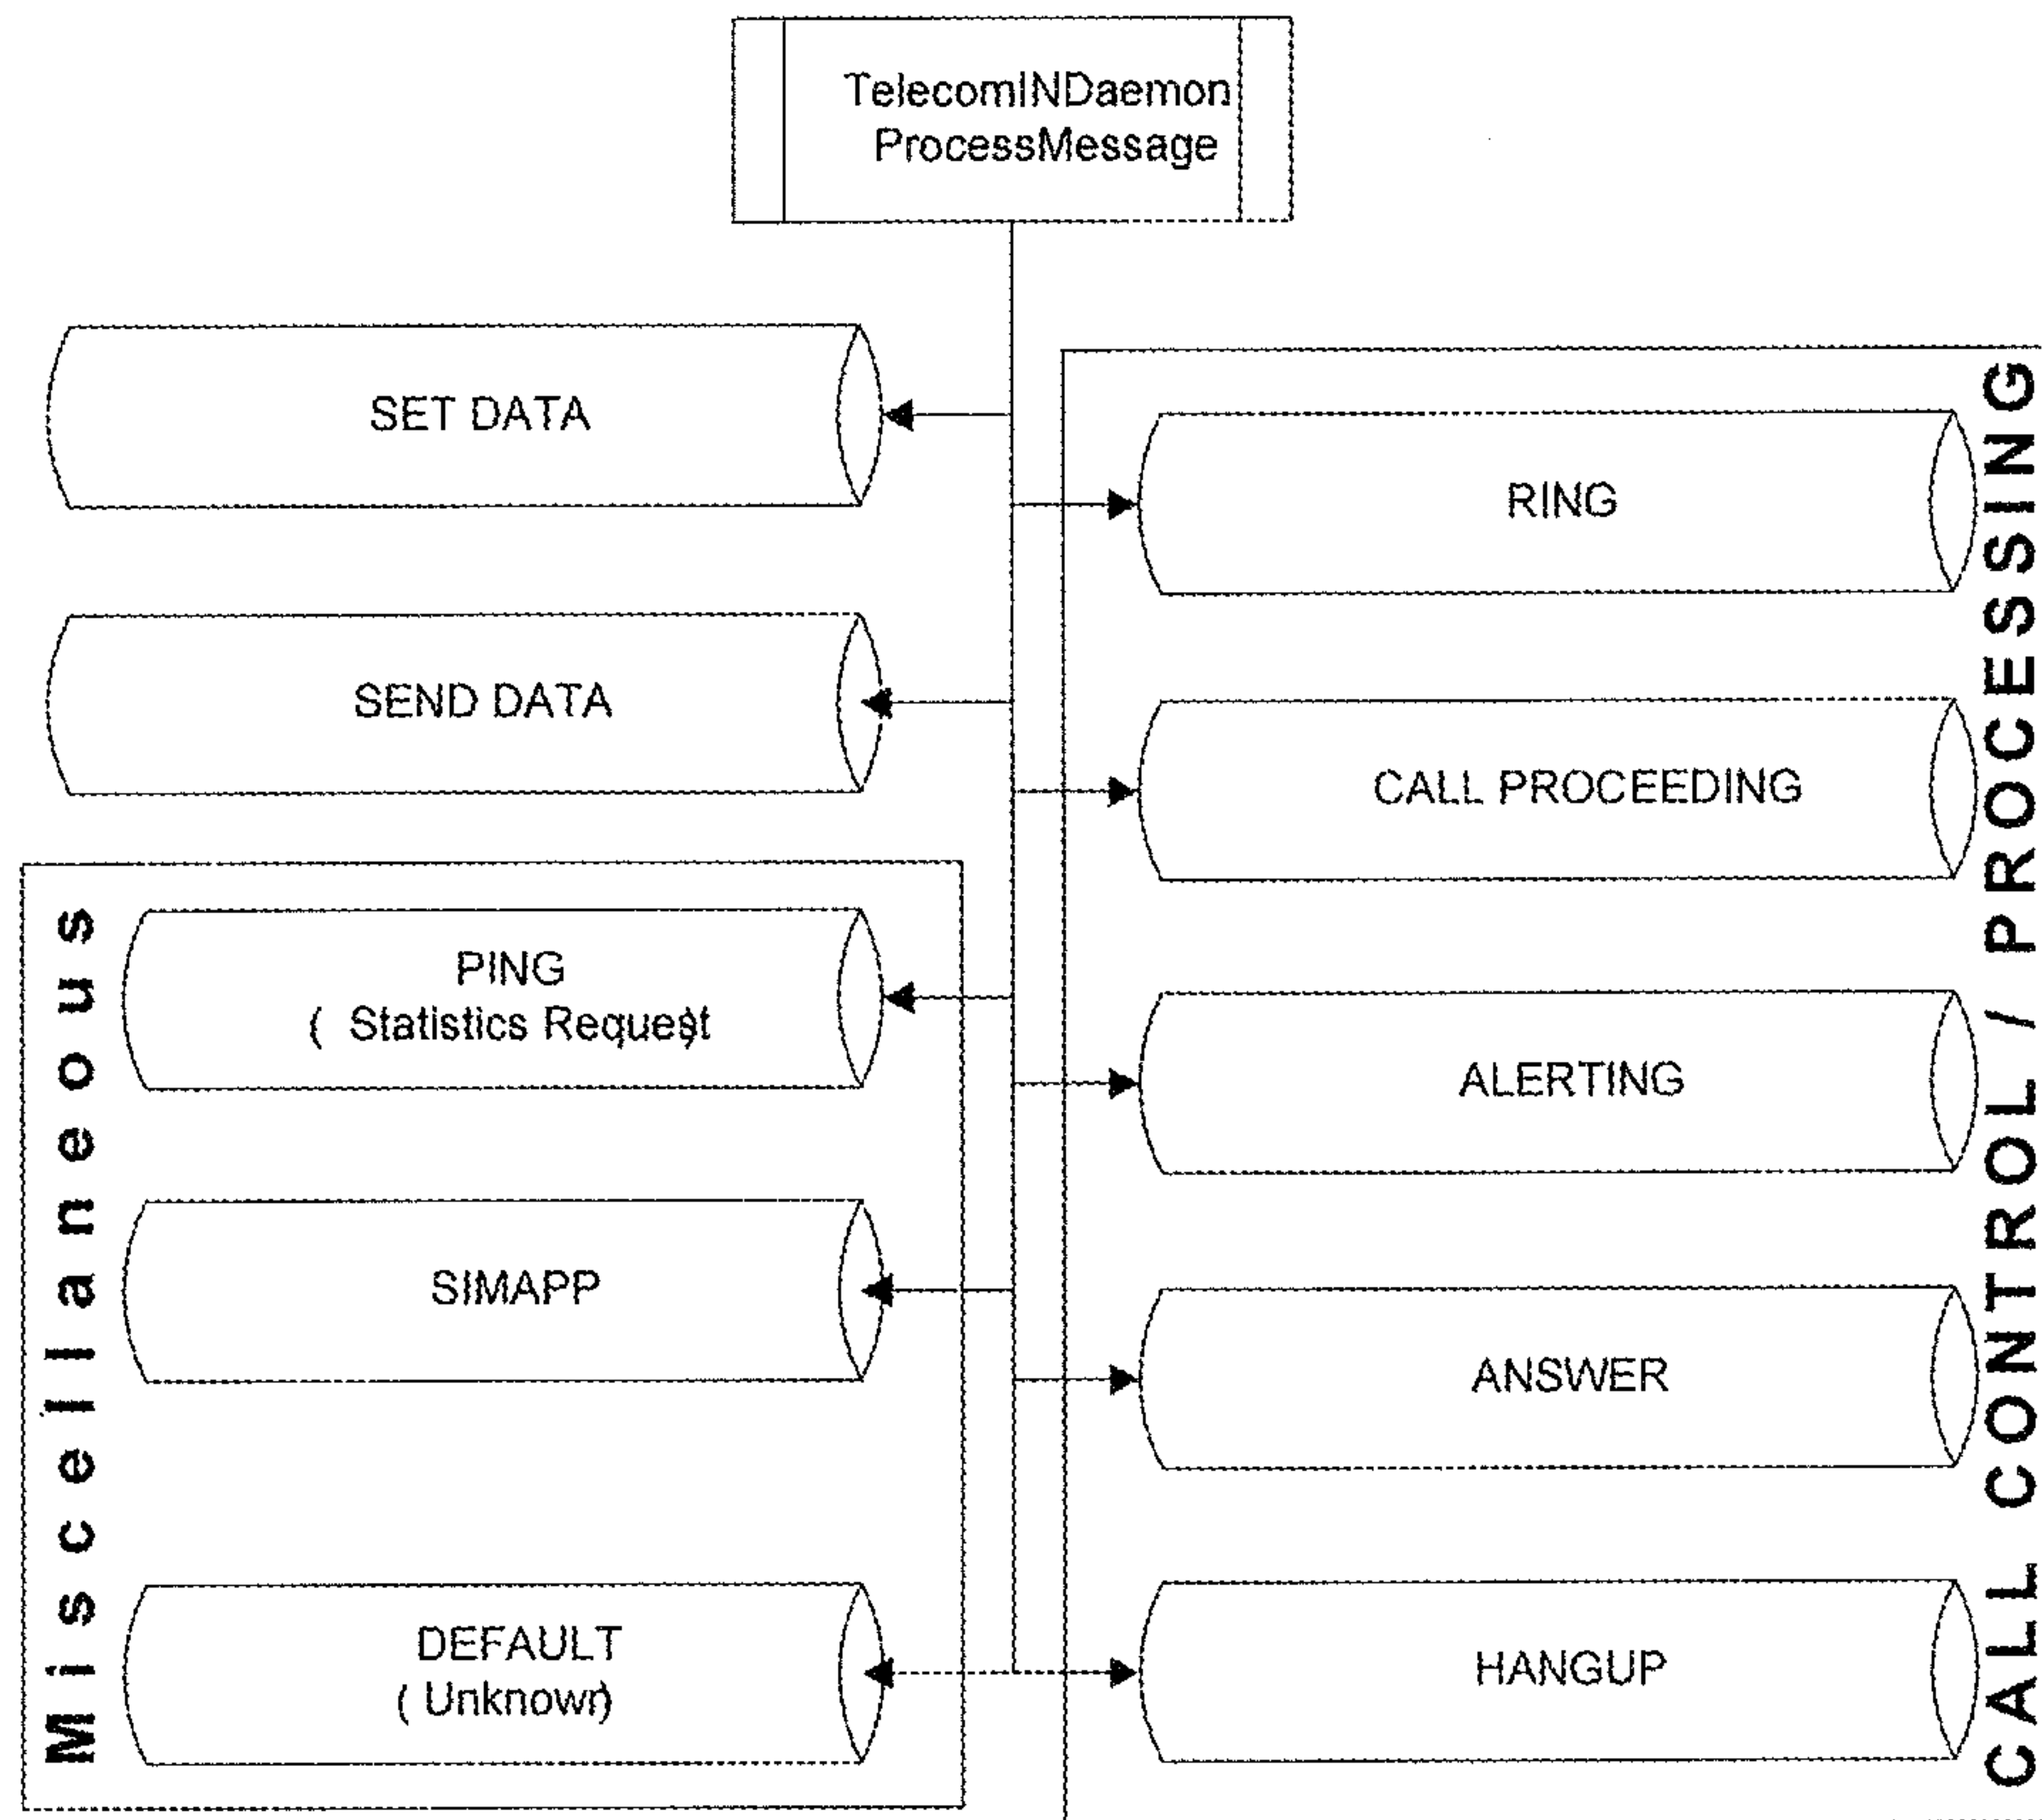 TelecomINDaemon
ProcessMessage
SET DATA
SEND DATA
Miscellaneous
PING
( Statistics Request)
SIMAPP
DEFAULT
( Unknown)
CALL CONTROL / PROCESSING
RING
CALL PROCEEDING
ALERTING
ANSWER
HANGUP